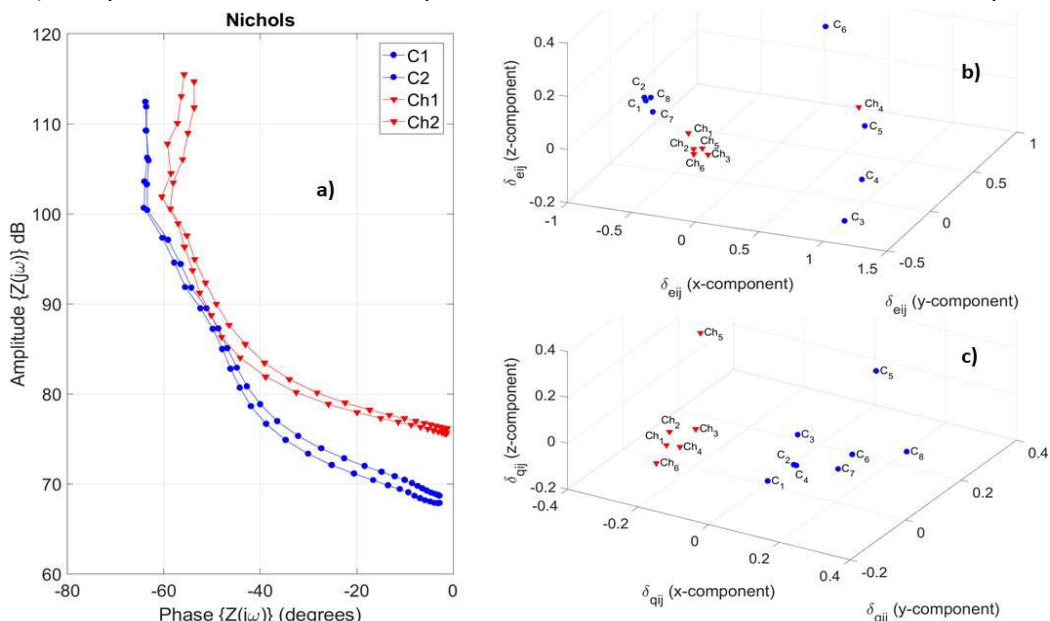 Nichols
120
110
100
90
80
70
60
-80
-60
-40
-20
0
Amplitude {Z(jω)} dB
Phase {Z(jω)} (degrees)
C1
C2
Ch1
Ch2
a)
b)
0.4
0.2
0
-0.2
-1
-0.5
0
0.5
1
1.5
-0.5
0
0.5
1
δeij (z-component)
δeij (x-component)
δeij (y-component)
C6
C2
C8
C1
C7
Ch1
Ch2
Ch5
Ch6
Ch3
Ch4
C5
C4
C3
c)
0.4
0.2
0
-0.2
-0.4
-0.2
0
0.2
0.4
-0.2
0
0.2
0.4
δqij (z-component)
δqij (x-component)
δqij (y-component)
Ch5
C5
Ch2
Ch3
Ch1
Ch4
Ch6
C3
C2
C4
C1
C6
C7
C8